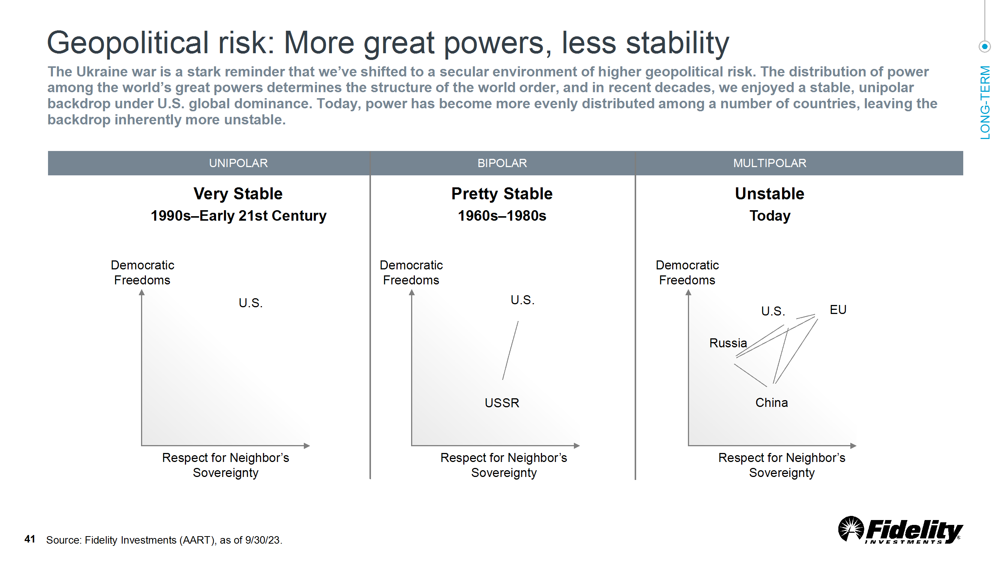 Geopolitical risk: More great powers, less stability
The Ukraine war is a stark reminder that we’ve shifted to a secular environment of higher geopolitical risk. The distribution of power
among the world’s great powers determines the structure of the world order, and in recent decades, we enjoyed a stable, unipolar
backdrop under U.S. global dominance. Today, power has become more evenly distributed among a number of countries, leaving the
backdrop inherently more unstable.
LONG-TERM
UNIPOLAR
Very Stable
1990s–Early 21st Century
Democratic
Freedoms
U.S.
Respect for Neighbor’s
Sovereignty
BIPOLAR
Pretty Stable
1960s–1980s
Democratic
Freedoms
U.S.
USSR
Respect for Neighbor’s
Sovereignty
MULTIPOLAR
Unstable
Today
Democratic
Freedoms
U.S.
EU
Russia
China
Respect for Neighbor’s
Sovereignty
41 Source: Fidelity Investments (AART), as of 9/30/23.
Fidelity
INVESTMENTS®